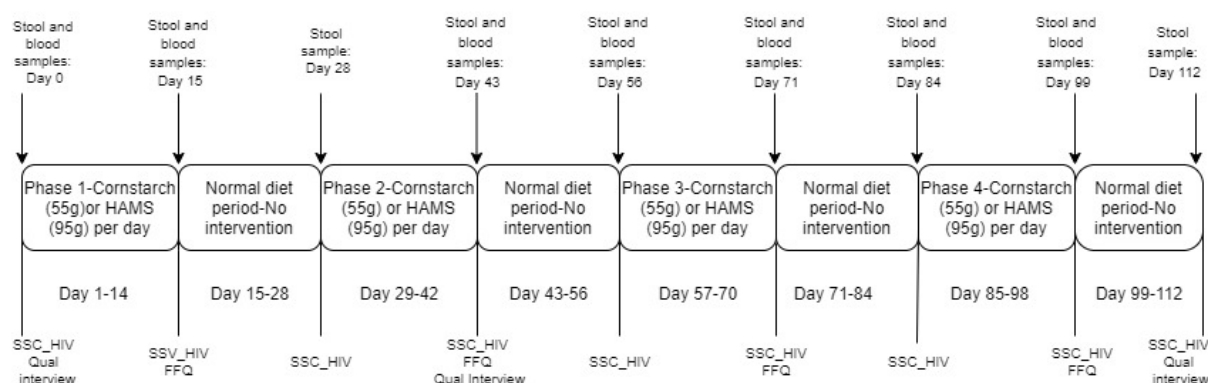 Stool and
blood
samples:
Day 0
Stool and
blood
samples:
Day 15
Stool
sample:
Day 28
Stool and
blood
samples:
Day 43
Stool and
blood
samples:
Day 56
Stool and
blood
samples:
Day 71
Stool and
blood
samples:
Day 84
Stool and
blood
samples:
Day 99
Stool
sample:
Day 112
Phase 1-Cornstarch
(55g)or HAMS
(95g) per day
Normal diet
period-No
intervention
Phase 2-Cornstarch
(55g) or HAMS
(95g) per day
Normal diet
period-No
intervention
Phase 3-Cornstarch
(55g) or HAMS
(95g) per day
Normal diet
period-No
intervention
Phase 4-Cornstarch
(55g) or HAMS
(95g) per day
Normal diet
period-No
intervention
Day 1-14
Day 15-28
Day 29-42
Day 43-56
Day 57-70
Day 71-84
Day 85-98
Day 99-112
SSC_HIV
Qual
interview
SSV_HIV
FFQ
SSC_HIV
SSC_HIV
FFQ
Qual Interview
SSC_HIV
SSC_HIV
FFQ
SSC_HIV
SSC_HIV
FFQ
SSC_HIV
Qual
interview